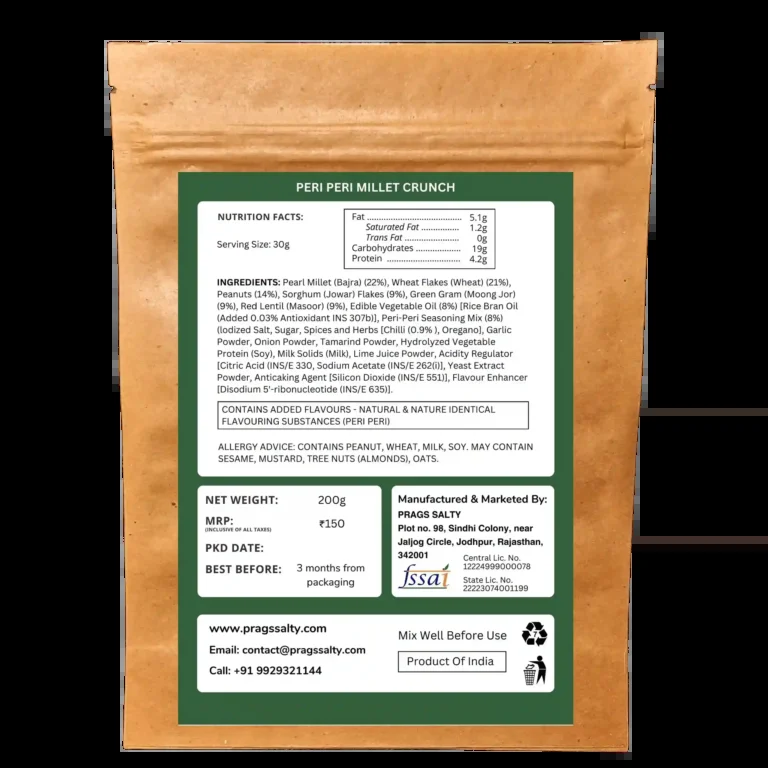 PERI PERI MILLET CRUNCH
NUTRITION FACTS:
Serving Size: 30g
Fat ........................................ 5.1g
Saturated Fat ................ 1.2g
Trans Fat ....................... 0g
Carbohydrates .................... 19g
Protein ............................... 4.2g
INGREDIENTS: Pearl Millet (Bajra) (22%), Wheat Flakes (Wheat) (21%),
Peanuts (14%), Sorghum (Jowar) Flakes (9%), Green Gram (Moong Jor)
(9%), Red Lentil (Masoor) (9%), Edible Vegetable Oil (8%) [Rice Bran Oil
(Added 0.03% Antioxidant INS 307b)], Peri-Peri Seasoning Mix (8%)
(Iodized Salt, Sugar, Spices and Herbs [Chilli (0.9% ), Oregano], Garlic
Powder, Onion Powder, Tamarind Powder, Hydrolyzed Vegetable
Protein (Soy), Milk Solids (Milk), Lime Juice Powder, Acidity Regulator
[Citric Acid (INS/E 330, Sodium Acetate (INS/E 262(i)], Yeast Extract
Powder, Anticaking Agent [Silicon Dioxide (INS/E 551)], Flavour Enhancer
[Disodium 5'-ribonucleotide (INS/E 635)].
CONTAINS ADDED FLAVOURS - NATURAL & NATURE IDENTICAL
FLAVOURING SUBSTANCES (PERI PERI)
ALLERGY ADVICE: CONTAINS PEANUT, WHEAT, MILK, SOY. MAY CONTAIN
SESAME, MUSTARD, TREE NUTS (ALMONDS), OATS.
NET WEIGHT: 200g
MRP: ₹150
(INCLUSIVE OF ALL TAXES)
PKD DATE:
BEST BEFORE: 3 months from
packaging
Manufactured & Marketed By:
PRAGS SALTY
Plot no. 98, Sindhi Colony, near
Jaljog Circle, Jodhpur, Rajasthan,
342001
fssai
Central Lic. No.
12224999000078
State Lic. No.
22223074001199
www.pragssalty.com
Email: contact@pragssalty.com
Call: +91 9929321144
Mix Well Before Use
Product Of India
7